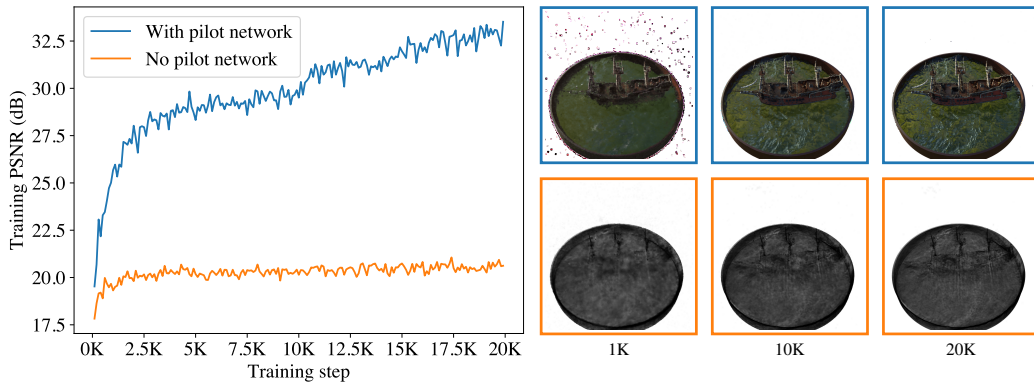 32.5
30.0
27.5
25.0
22.5
20.0
17.5
Training PSNR (dB)
With pilot network
No pilot network
0K 2.5K 5K 7.5K 10K 12.5K 15K 17.5K 20K
Training step
1K 10K 20K